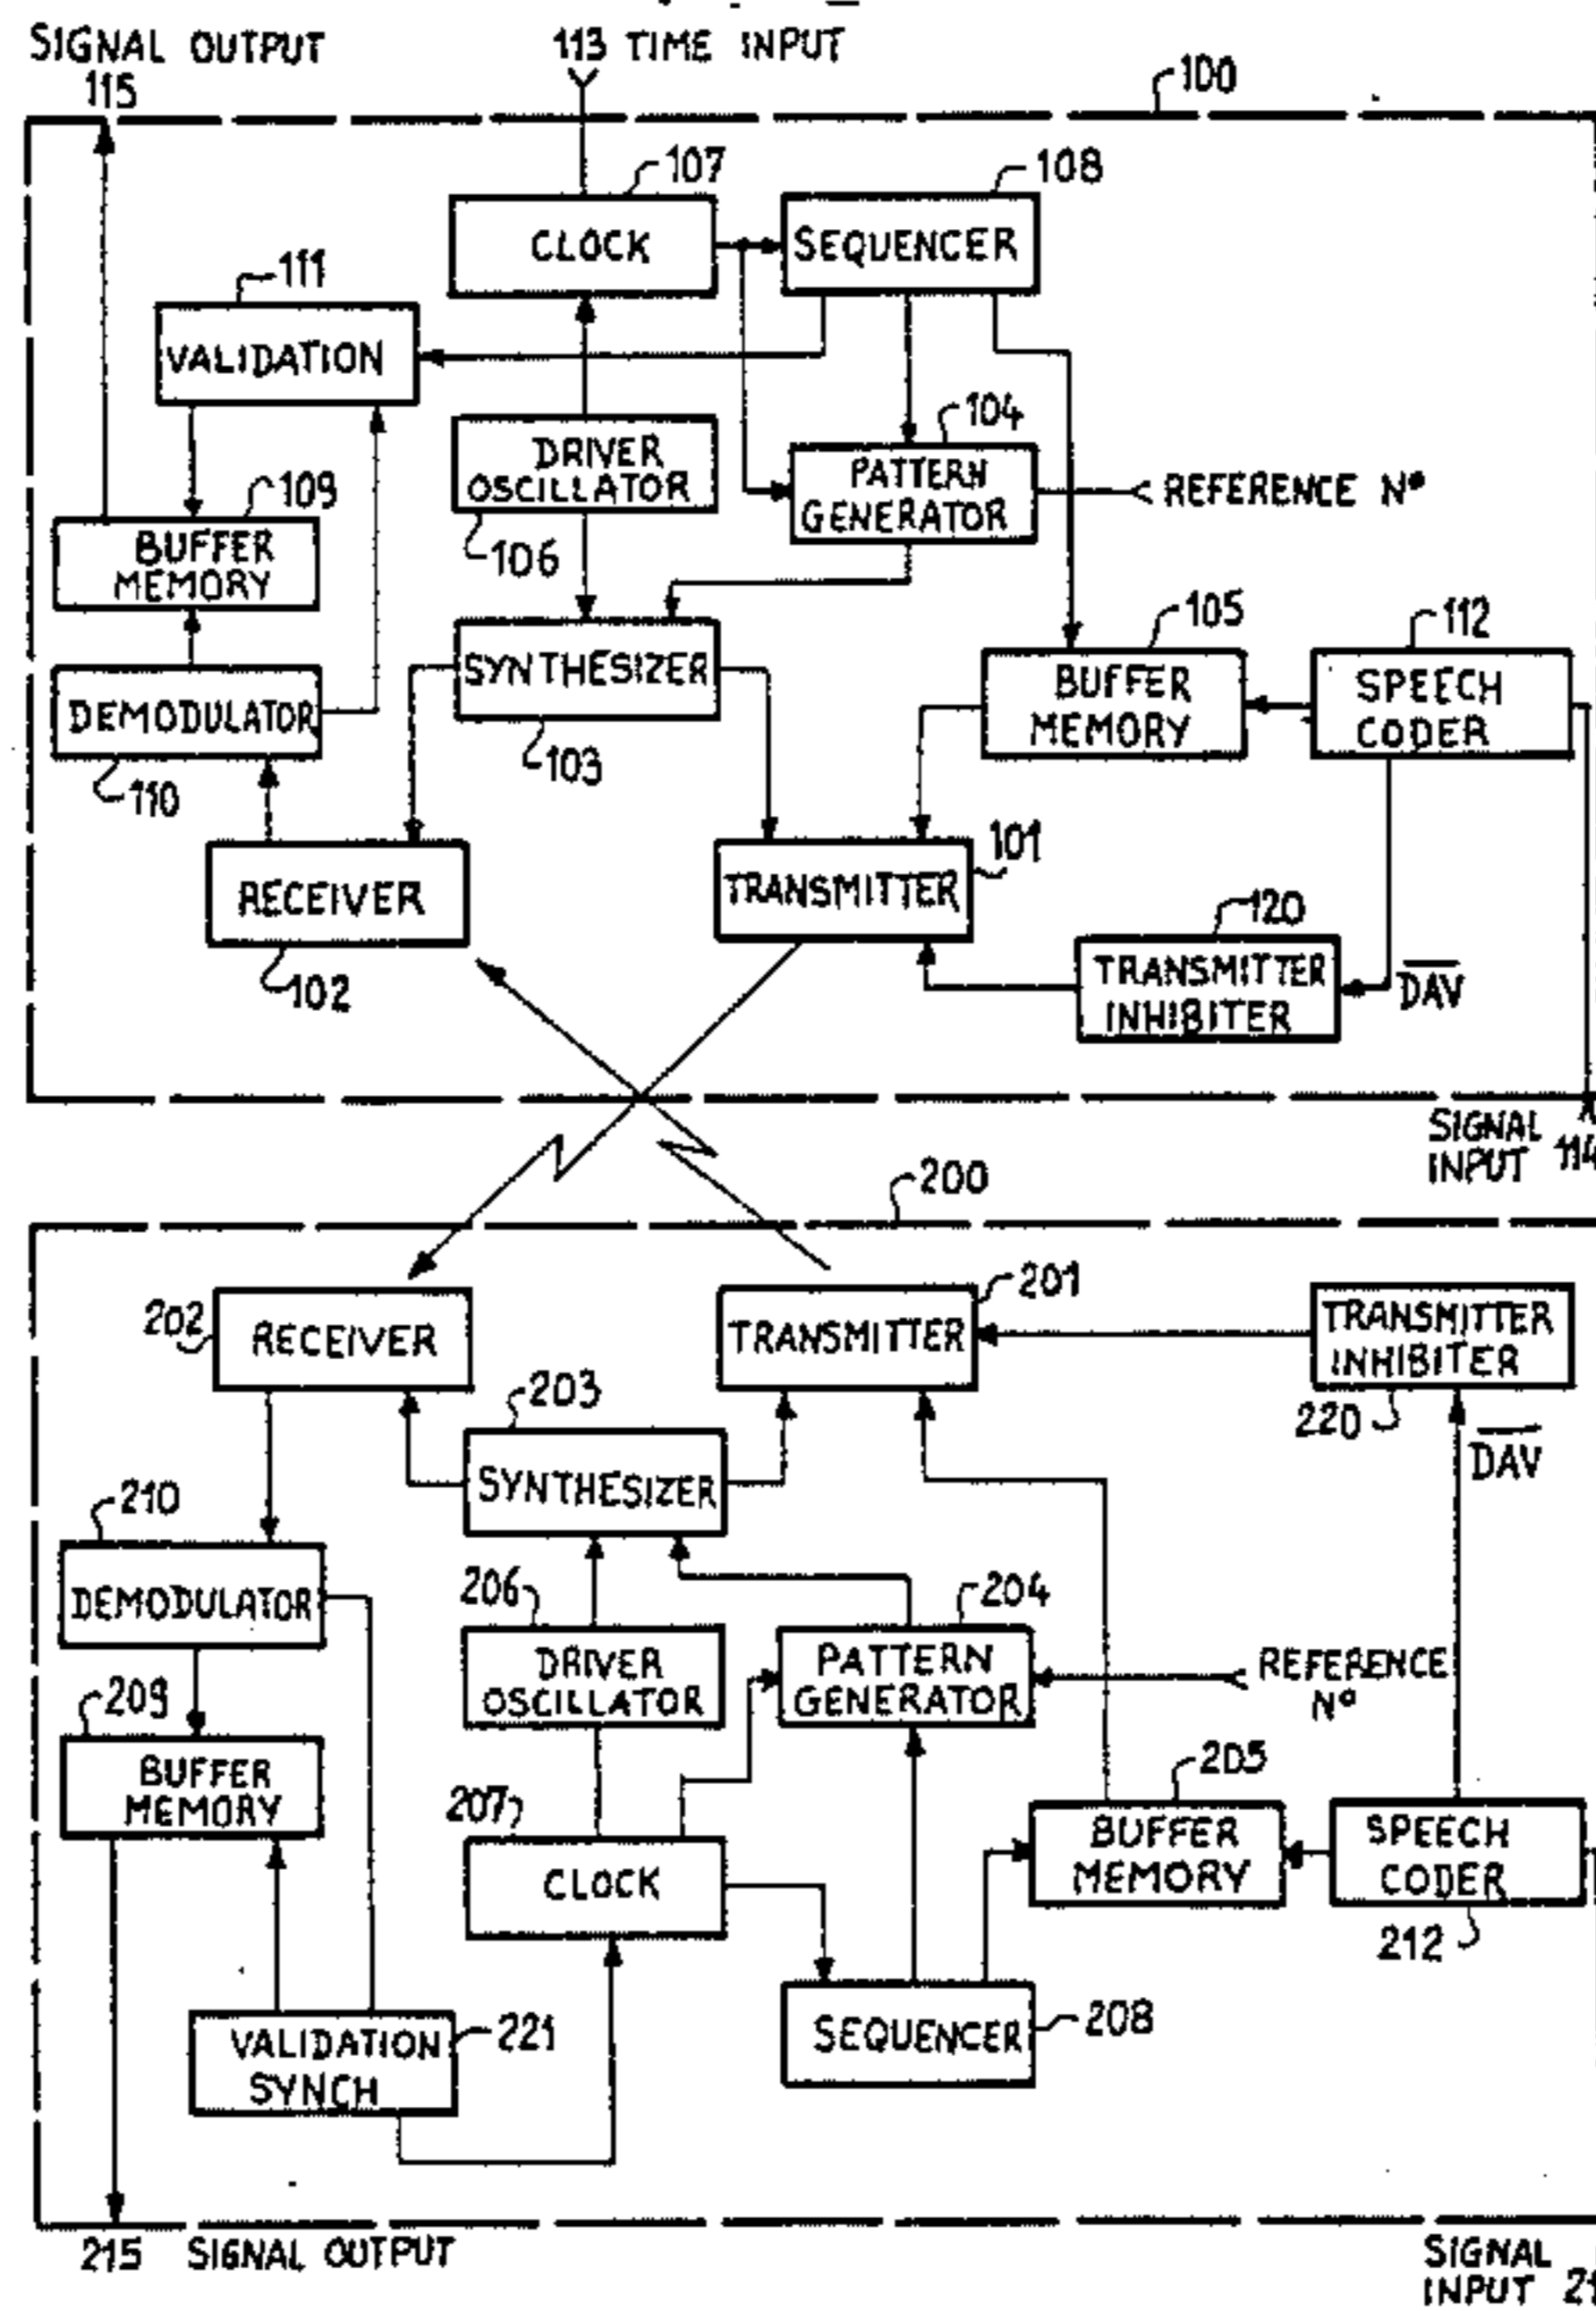 SIGNAL OUTPUT
115
113 TIME INPUT
100
107
108
CLOCK
SEQUENCER
111
VALIDATION
104
DRIVER
OSCILLATOR
106
PATTERN
GENERATOR
REFERENCE Nº
109
BUFFER
MEMORY
105
112
SYNTHESIZER
103
BUFFER
MEMORY
SPEECH
CODER
DEMODULATOR
110
101
RECEIVER
102
TRANSMITTER
120
TRANSMITTER
INHIBITER
DAV
SIGNAL
INPUT 114
200
201
202
RECEIVER
TRANSMITTER
TRANSMITTER
INHIBITER
220
DAV
203
SYNTHESIZER
210
DEMODULATOR
206
204
DRIVER
OSCILLATOR
PATTERN
GENERATOR
REFERENCE
Nº
209
BUFFER
MEMORY
207
205
CLOCK
BUFFER
MEMORY
SPEECH
CODER
212
VALIDATION
SYNCH
221
SEQUENCER
208
215 SIGNAL OUTPUT
SIGNAL
INPUT